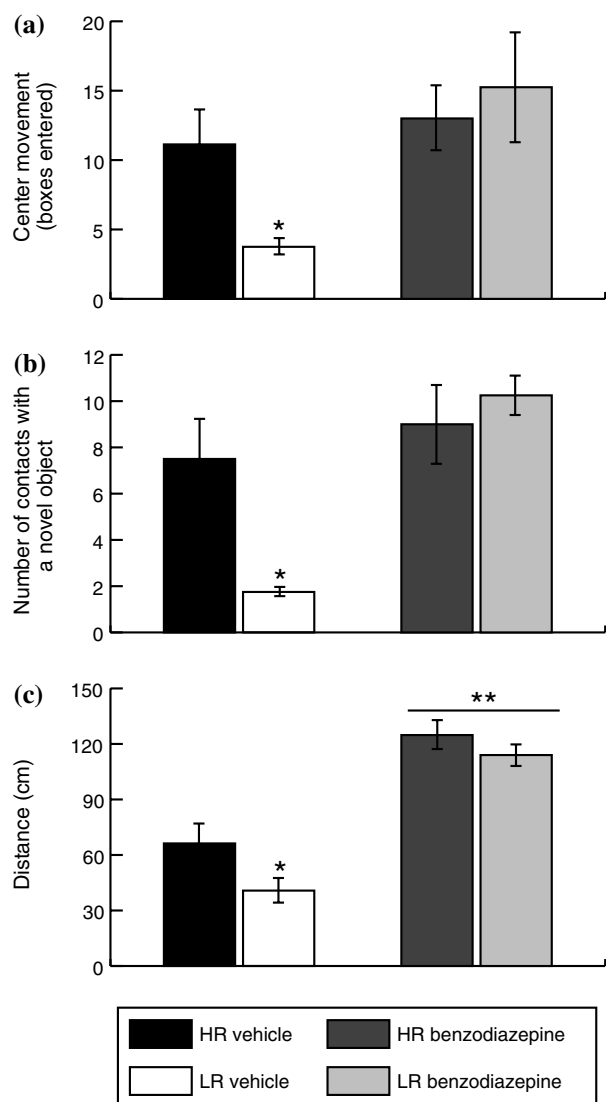 (a)
Center movement
(boxes entered)
20
15
10
5
0
*
(b)
Number of contacts with
a novel object
12
10
8
6
4
2
0
*
(c)
Distance (cm)
150
120
90
60
30
0
*
**
HR vehicle
HR benzodiazepine
LR vehicle
LR benzodiazepine